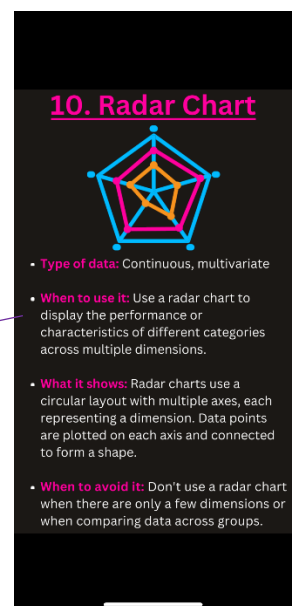 10. Radar Chart
• Type of data: Continuous, multivariate
• When to use it: Use a radar chart to
display the performance or
characteristics of different categories
across multiple dimensions.
• What it shows: Radar charts use a
circular layout with multiple axes, each
representing a dimension. Data points
are plotted on each axis and connected
to form a shape.
• When to avoid it: Don't use a radar chart
when there are only a few dimensions or
when comparing data across groups.